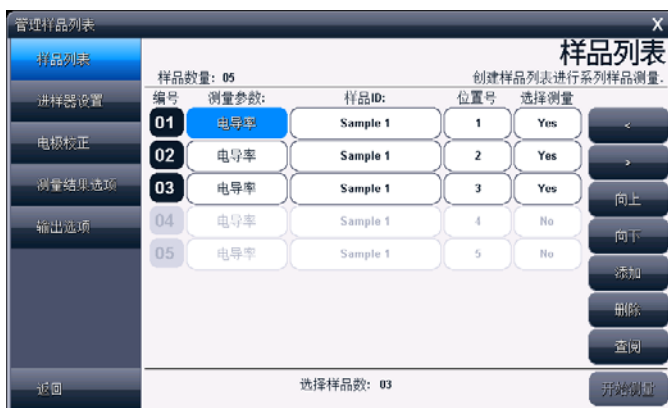 管理样品列表 X
样品列表
进样器设置
电极校正
测量结果选项
输出选项
返回
样品列表
样品数量: 05 创建样品列表进行系列样品测量.
编号 测量参数: 样品ID: 位置号 选择测量
01 电导率 Sample 1 1 Yes
02 电导率 Sample 1 2 Yes
03 电导率 Sample 1 3 Yes
04 电导率 Sample 1 4 No
05 电导率 Sample 1 5 No
<
>
向上
向下
添加
删除
查阅
开始测量
选择样品数: 03